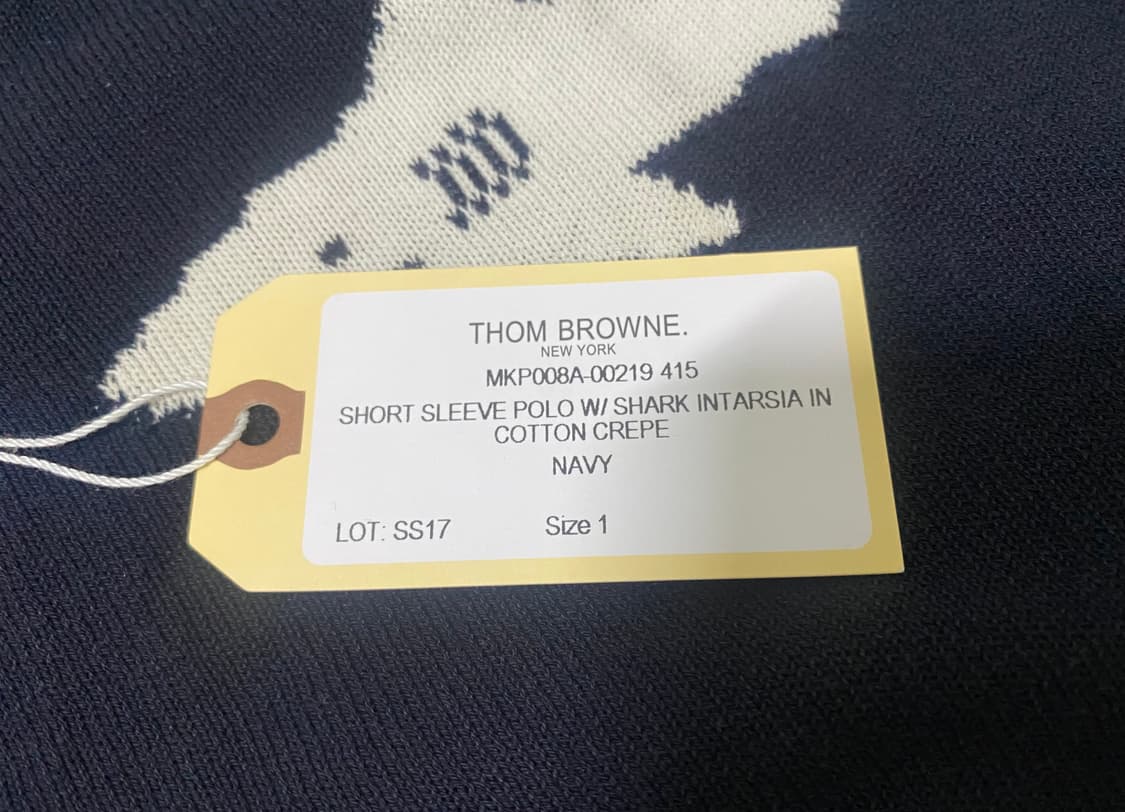 THOM BROWNE.
NEW YORK
MKP008A-00219 415
SHORT SLEEVE POLO W/ SHARK INTARSIA IN
COTTON CREPE
NAVY
LOT: SS17 Size 1